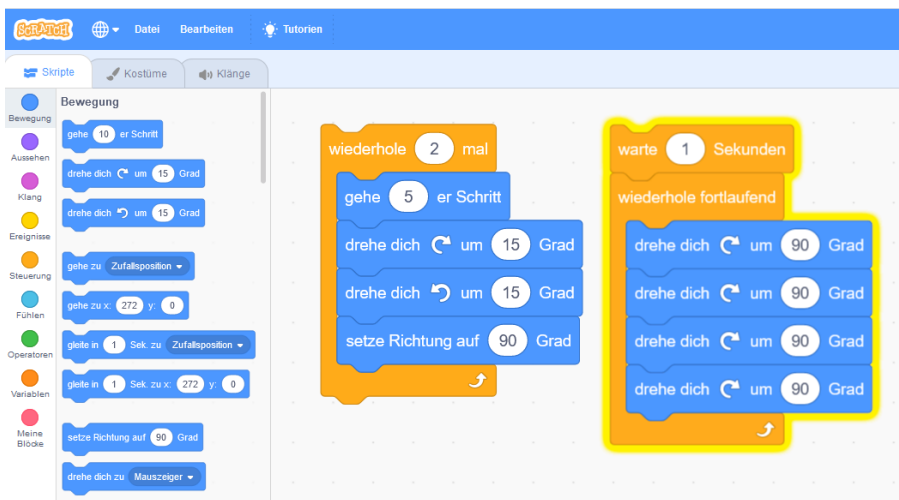 SCRATCH Datei Bearbeiten Tutorien
Skripte Kostüme Klänge
Bewegung
Aussehen
Klang
Ereignisse
Steuerung
Fühlen
Operatoren
Variablen
Meine
Blöcke
Bewegung
gehe 10 er Schritt
drehe dich um 15 Grad
drehe dich um 15 Grad
gehe zu Zufallsposition
gehe zu x: 272 y: 0
gleite in 1 Sek. zu Zufallsposition
gleite in 1 Sek. zu x: 272 y: 0
setze Richtung auf 90 Grad
drehe dich zu Mauszeiger
wiederhole 2 mal
gehe 5 er Schritt
drehe dich um 15 Grad
drehe dich um 15 Grad
setze Richtung auf 90 Grad
warte 1 Sekunden
wiederhole fortlaufend
drehe dich um 90 Grad
drehe dich um 90 Grad
drehe dich um 90 Grad
drehe dich um 90 Grad